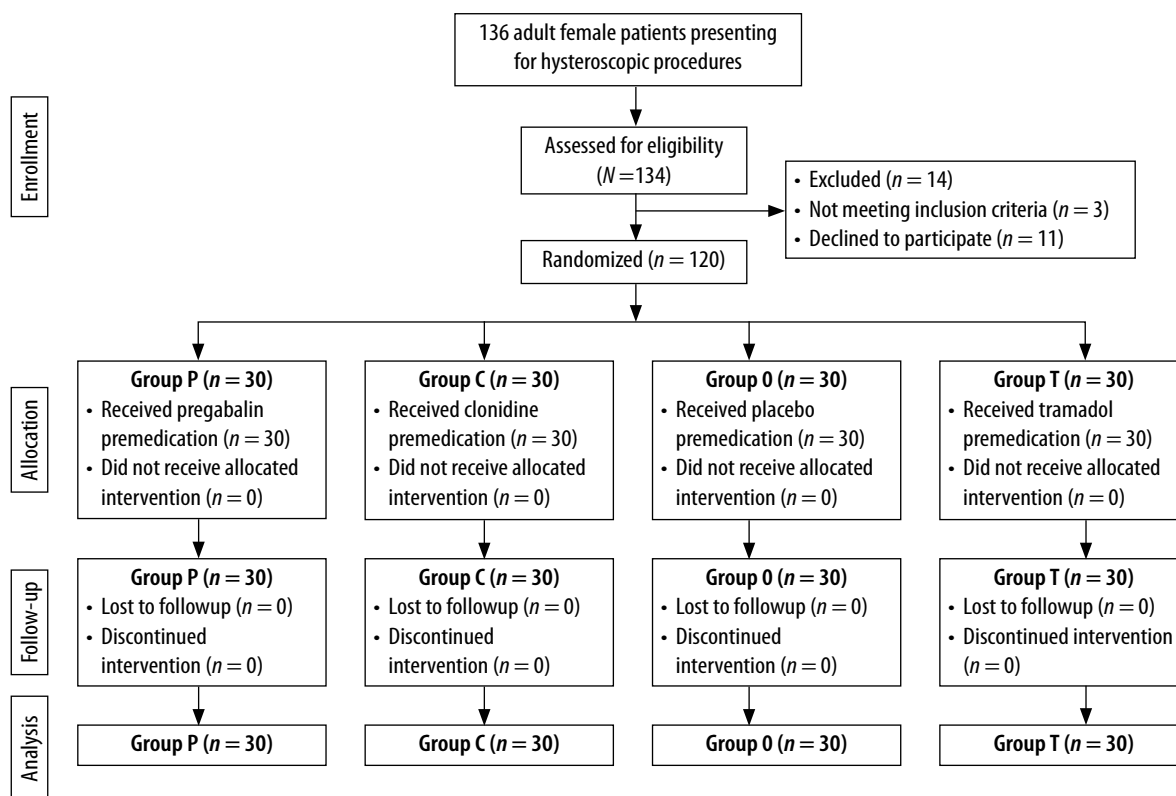 136 adult female patients presenting
for hysteroscopic procedures
Enrollment
Assessed for eligibility
(N =134)
• Excluded (n = 14)
• Not meeting inclusion criteria (n = 3)
• Declined to participate (n = 11)
Randomized (n = 120)
Allocation
Group P (n = 30)
• Received pregabalin
premedication (n = 30)
• Did not receive allocated
intervention (n = 0)
Group C (n = 30)
• Received clonidine
premedication (n = 30)
• Did not receive allocated
intervention (n = 0)
Group 0 (n = 30)
• Received placebo
premedication (n = 30)
• Did not receive allocated
intervention (n = 0)
Group T (n = 30)
• Received tramadol
premedication (n = 30)
• Did not receive allocated
intervention (n = 0)
Follow-up
Group P (n = 30)
• Lost to followup (n = 0)
• Discontinued
intervention (n = 0)
Group C (n = 30)
• Lost to followup (n = 0)
• Discontinued
intervention (n = 0)
Group 0 (n = 30)
• Lost to followup (n = 0)
• Discontinued
intervention (n = 0)
Group T (n = 30)
• Lost to followup (n = 0)
• Discontinued intervention
(n = 0)
Analysis
Group P (n = 30)
Group C (n = 30)
Group 0 (n = 30)
Group T (n = 30)